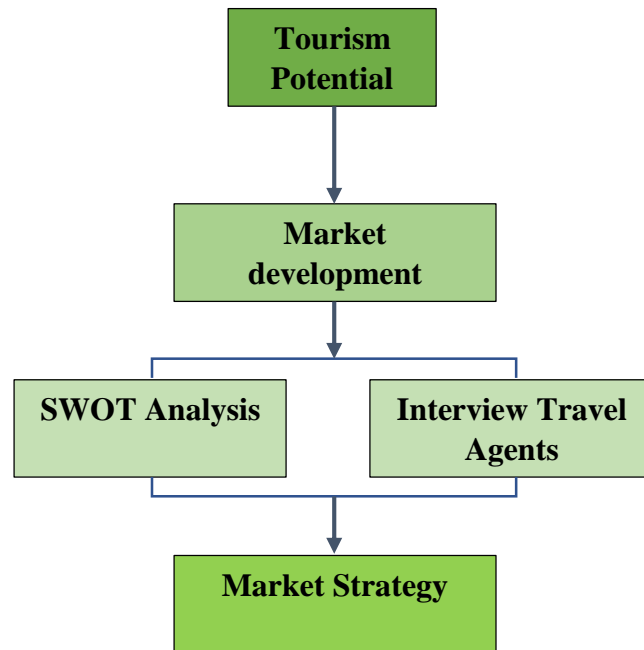 Tourism
Potential
Market
development
SWOT Analysis
Interview Travel
Agents
Market Strategy